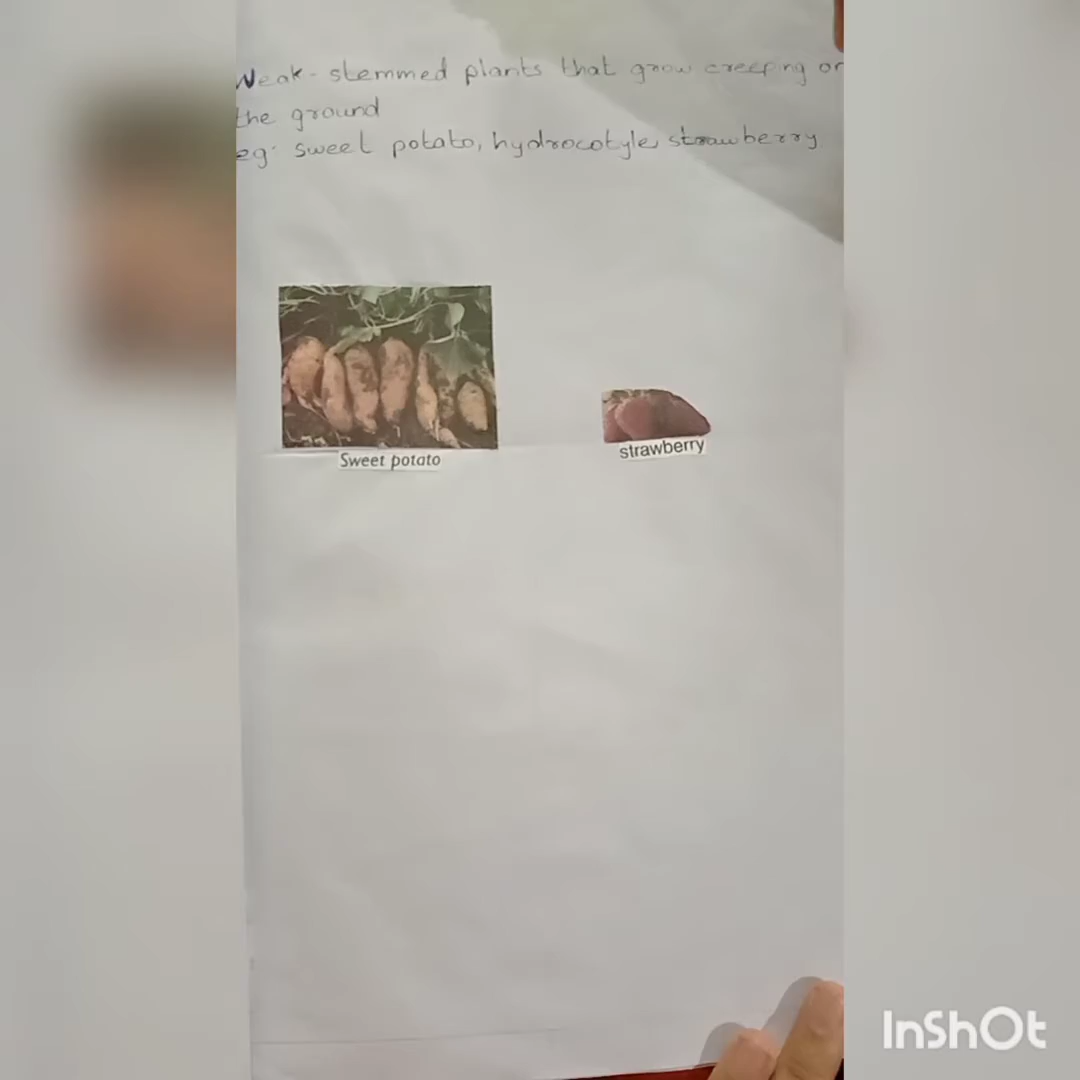 Weak-stemmed plants that grow creeping on
the ground
eg. sweet potato, hydrocotyle, strawberry
Sweet potato
strawberry
InShOt